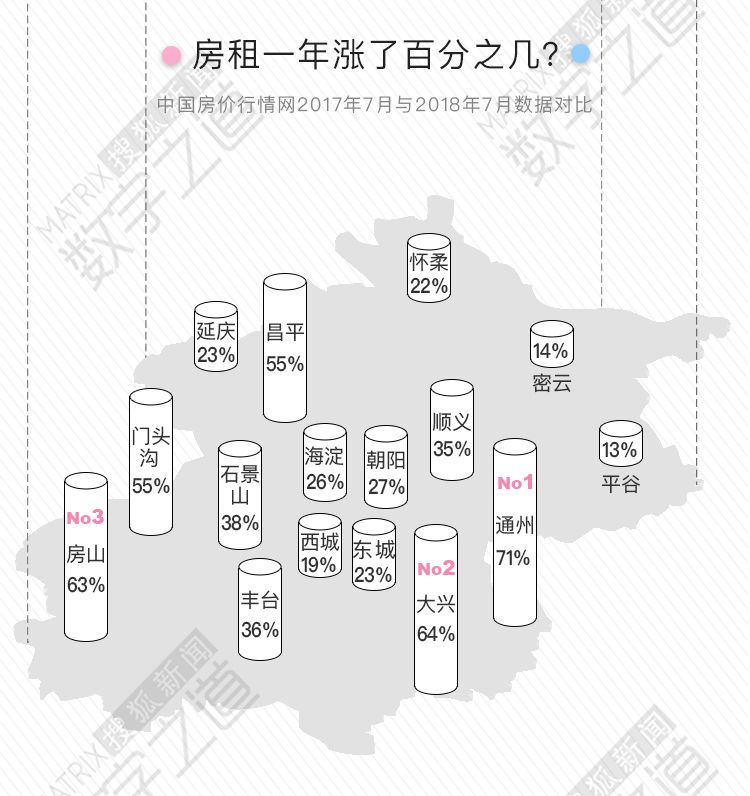 房租一年涨了百分之几?
中国房价行情网2017年7月与2018年7月数据对比
MATRIX 搜狐新闻
数字之道
搜狐新闻
数字之道
怀柔
22%
延庆
23%
昌平
55%
14%
密云
门头
沟
55%
顺义
35%
海淀
26%
朝阳
27%
13%
平谷
石景
山
38%
No1
通州
71%
No3
房山
63%
西城
19%
东城
23%
No2
大兴
64%
丰台
36%
MATRIX 搜狐新闻
数字之道
搜狐新闻
数字之道